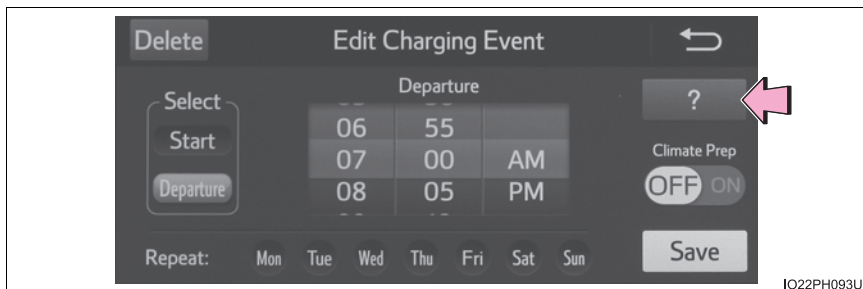 Delete Edit Charging Event
Departure
Select
?
06 55
Start
Climate Prep
07 00 AM
Departure
08 05 PM
OFF ON
Repeat: Mon Tue Wed Thu Fri Sat Sun
Save
IO22PH093U